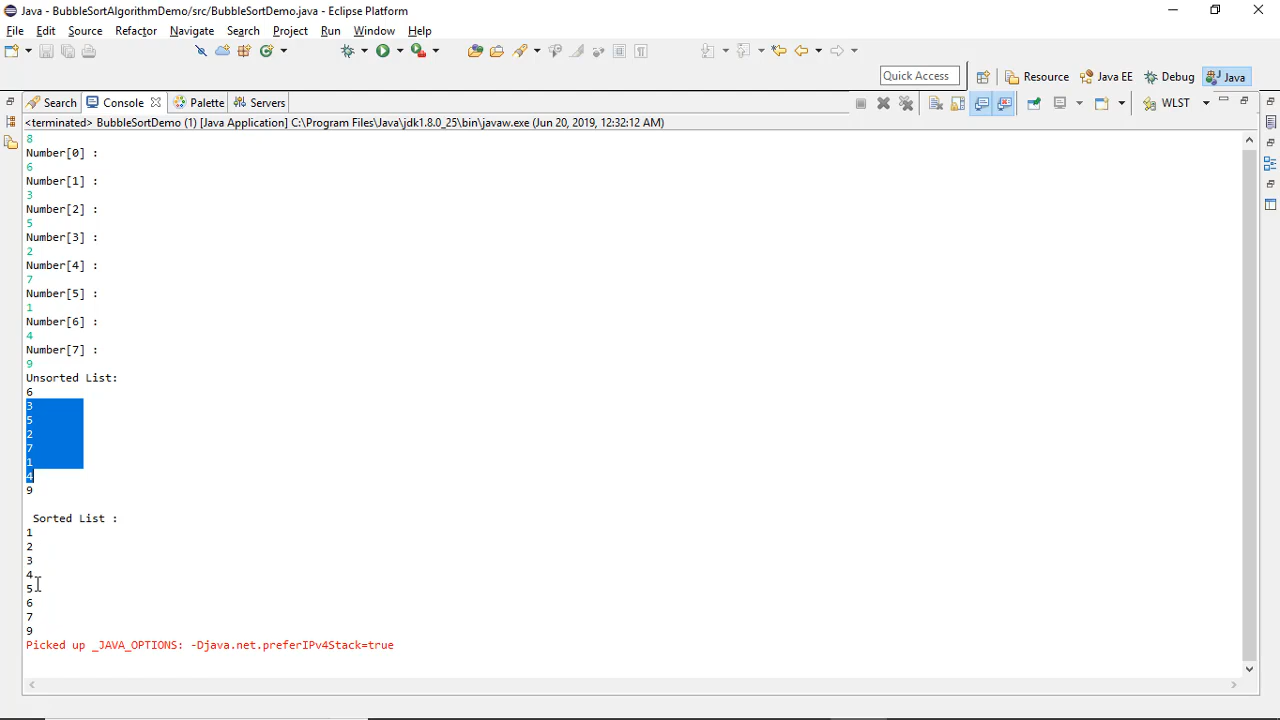 Java - BubbleSortAlgorithmDemo/src/BubbleSortDemo.java - Eclipse Platform
File Edit Source Refactor Navigate Search Project Run Window Help
Quick Access Resource Java EE Debug Java
Search Console Palette Servers WLST
<terminated> BubbleSortDemo (1) [Java Application] C:\Program Files\Java\jdk1.8.0_25\bin\javaw.exe (Jun 20, 2019, 12:32:12 AM)
8
Number[0] :
6
Number[1] :
3
Number[2] :
5
Number[3] :
2
Number[4] :
7
Number[5] :
1
Number[6] :
4
Number[7] :
9
Unsorted List:
6
3
5
2
7
1
4
9
Sorted List :
1
2
3
4
5
6
7
9
Picked up _JAVA_OPTIONS: -Djava.net.preferIPv4Stack=true